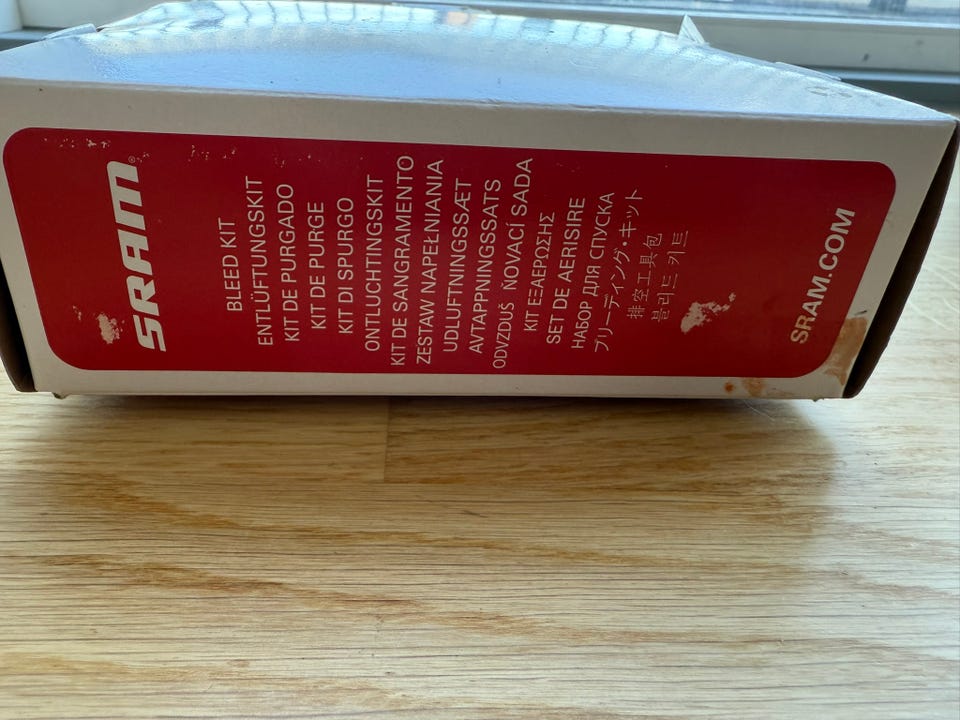 SRAM®
BLEED KIT
ENTLÜFTUNGSKIT
KIT DE PURGADO
KIT DE PURGE
KIT DI SPURGO
ONTLUCHTINGSKIT
KIT DE SANGRAMENTO
ZESTAW NAPEŁNIANIA
UDLUFTNINGSSÆT
AVTAPPNINGSSATS
ODVZDUŠ ŇOVACÍ SADA
ΚΙΤ ΕΞΑΕΡΩΣΗΣ
SET DE AERISIRE
НАБОР ДЛЯ СПУСКА
ブリーディング・キット
排空工具包
블리드 키트
SRAM.COM